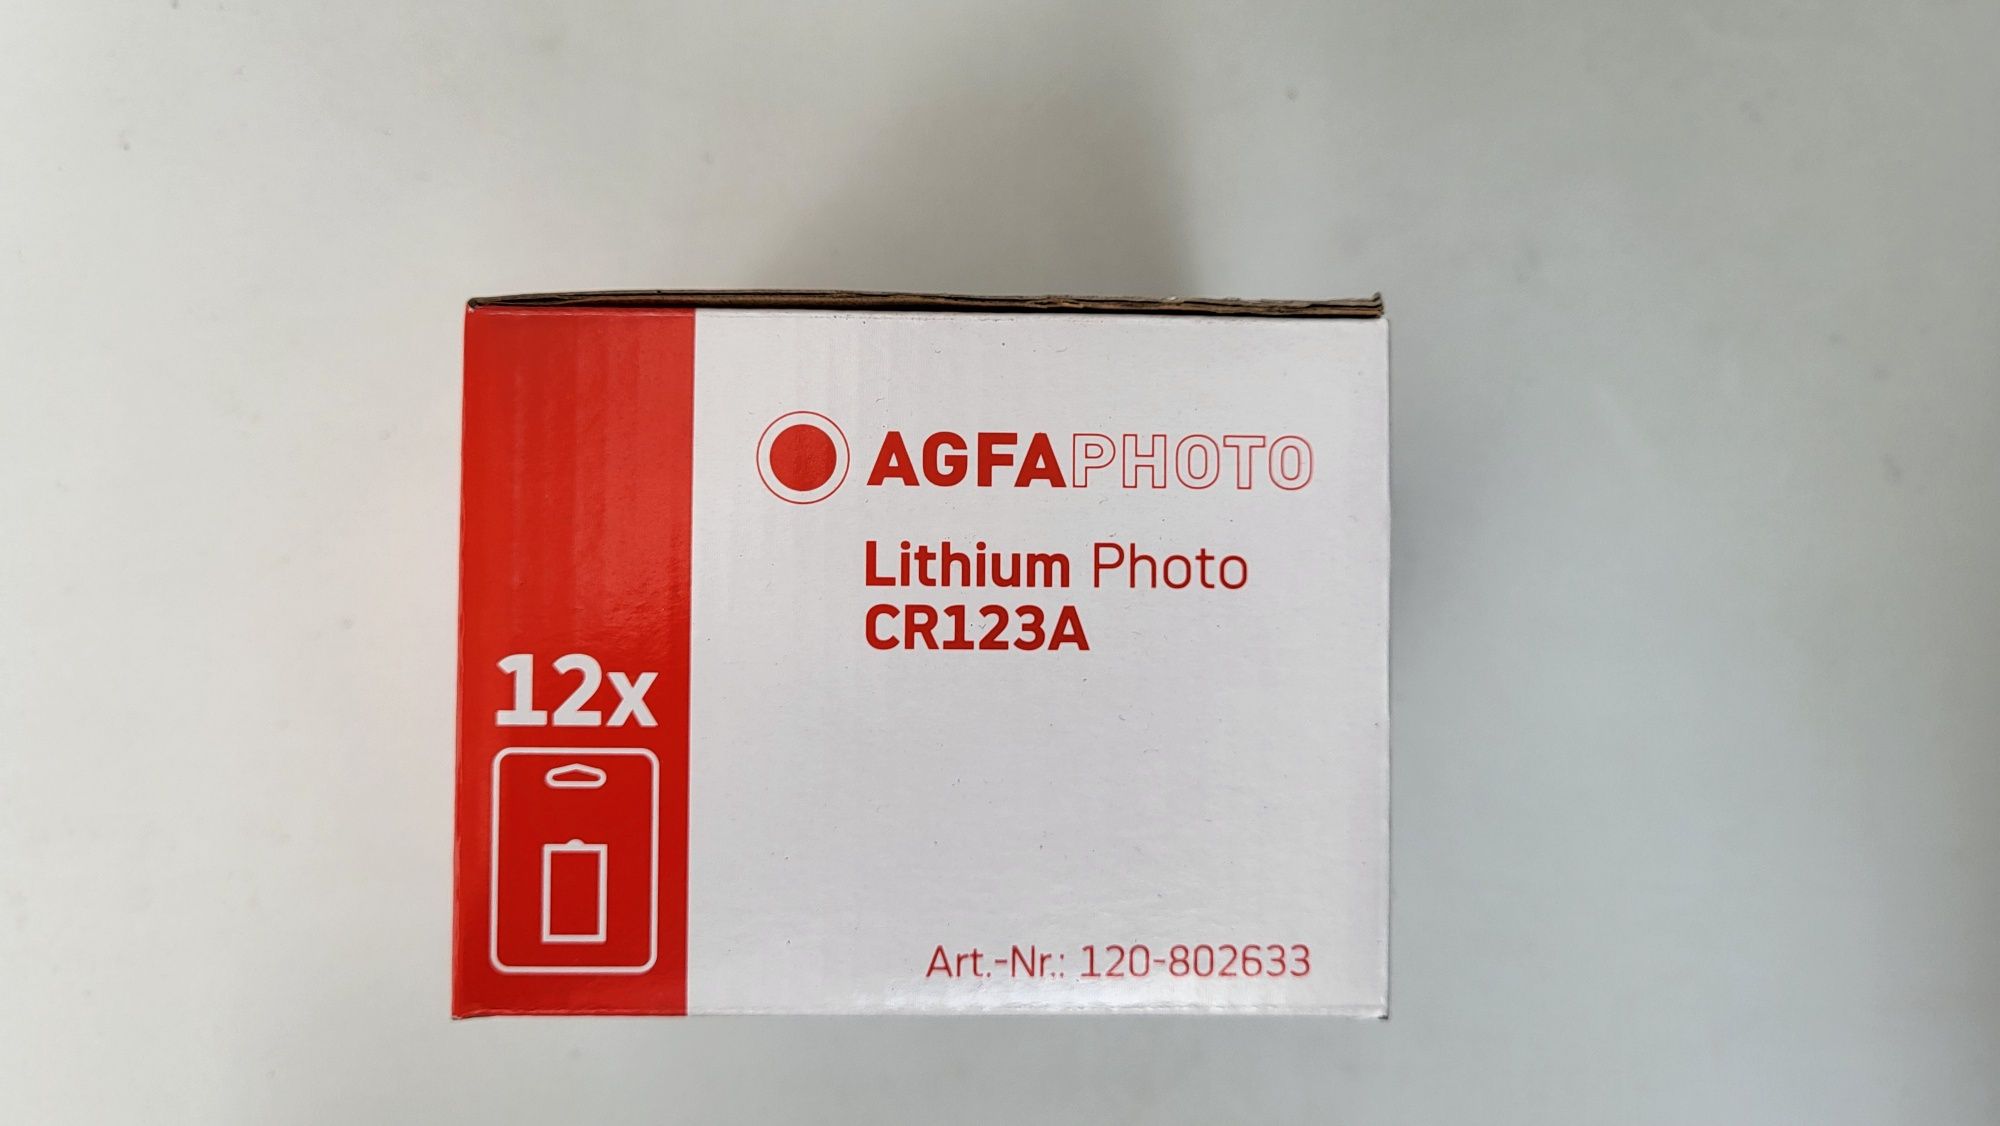 AGFAPHOTO
Lithium Photo
CR123A
12x
Art.-Nr.: 120-802633